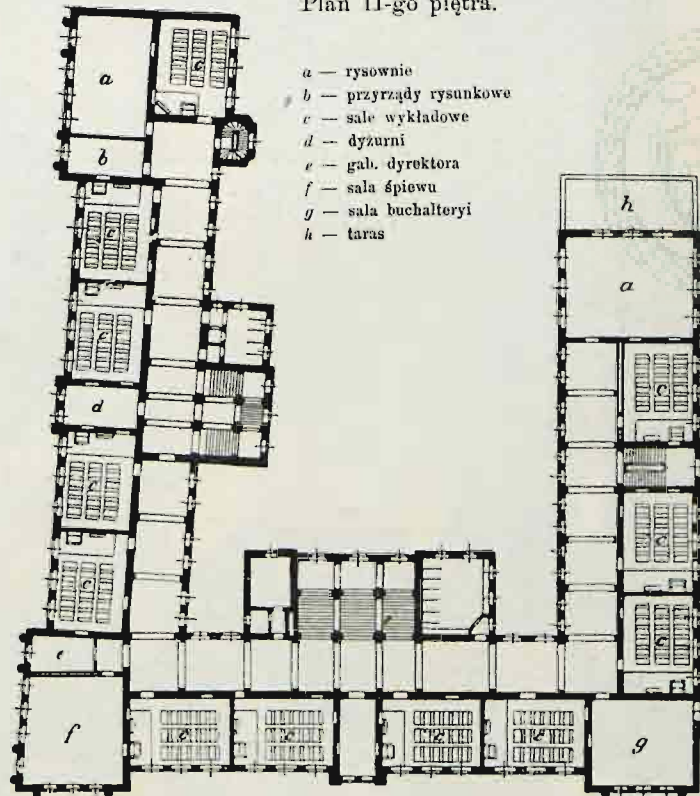 Plan II-go piętra.
a — rysownie
b — przyrządy rysunkowe
c — sale wykładowe
d — dyżurni
e — gab. dyrektora
f — sala śpiewu
g — sala buchalteryi
h — taras
a
c
b
h
c
a
c
c
d
c
c
c
c
e
c
f
c
c
c
c
g